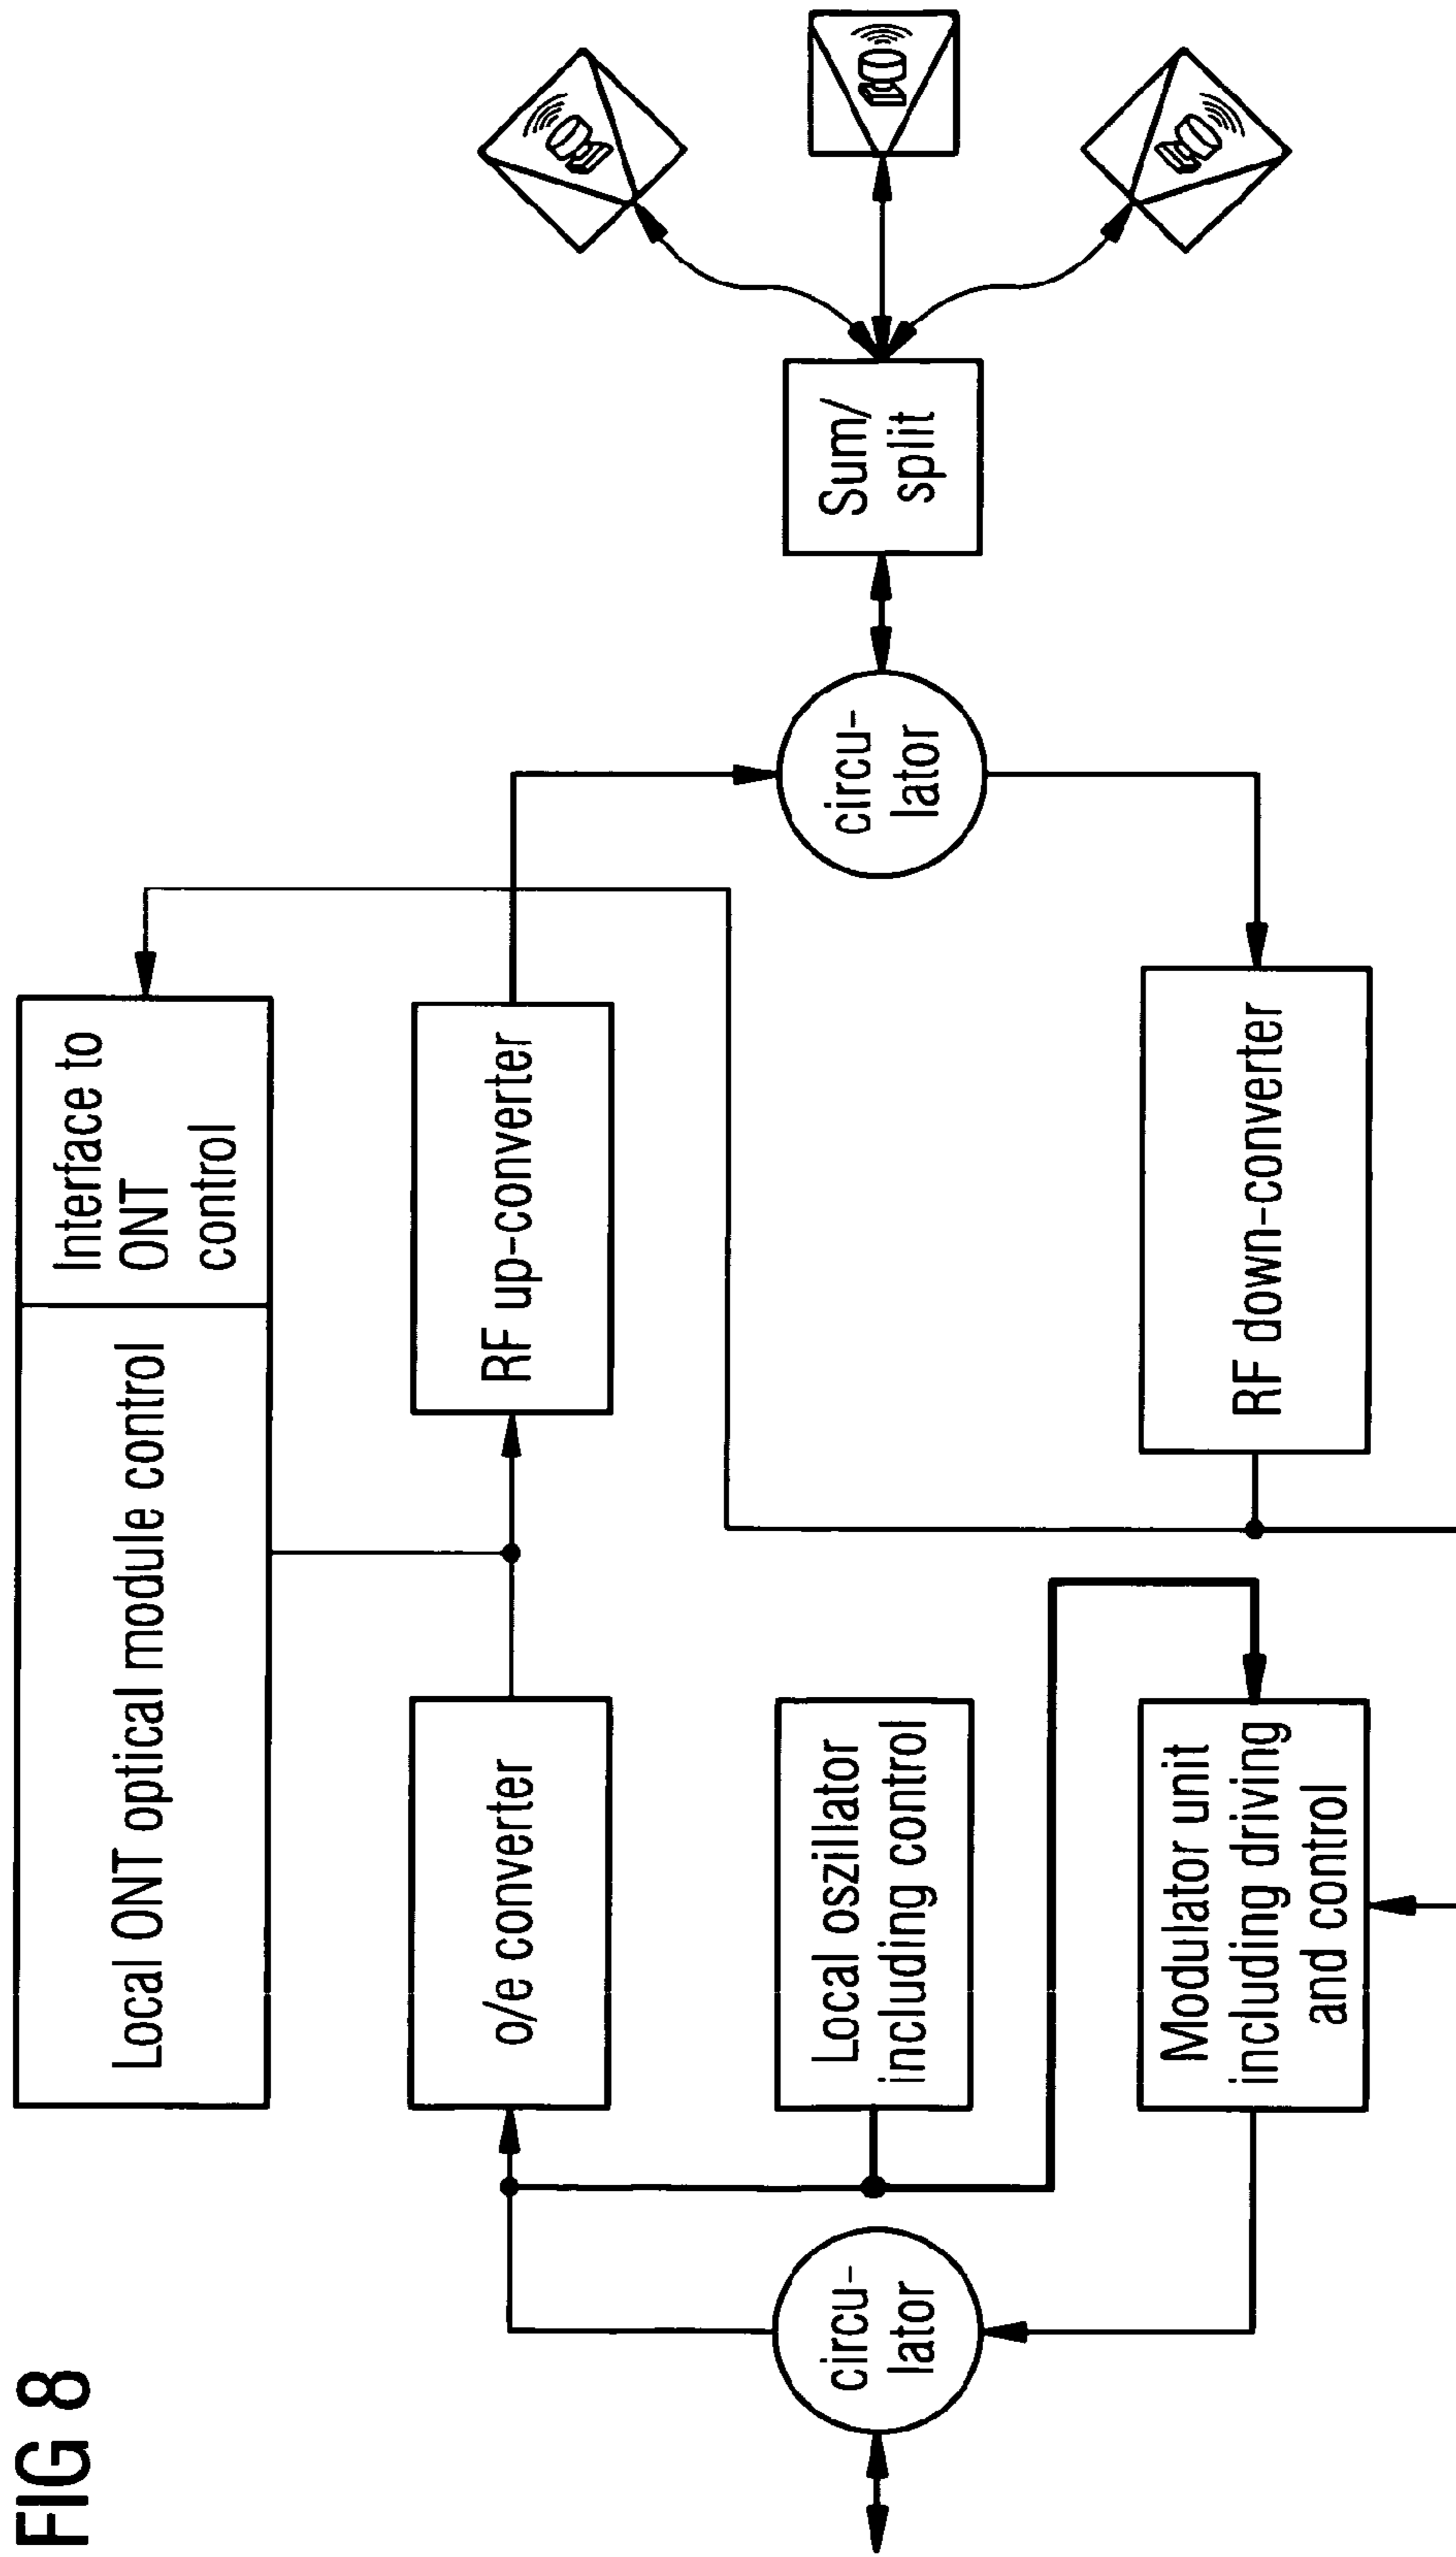 FIG 8
Local ONT optical module control
Interface to
ONT
control
o/e converter
RF up-converter
circu-
lator
Local oszillator
including control
circu-
lator
Sum/
split
Modulator unit
including driving
and control
RF down-converter